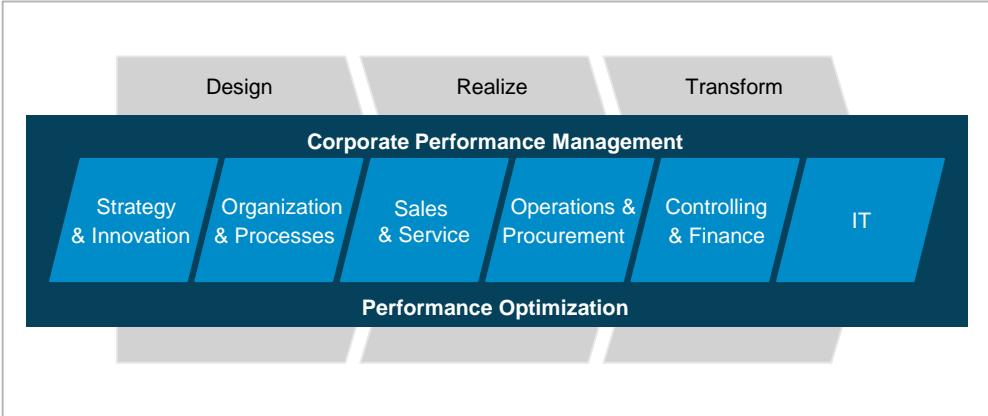 Design
Realize
Transform
Corporate Performance Management
Strategy
& Innovation
Organization
& Processes
Sales
& Service
Operations &
Procurement
Controlling
& Finance
IT
Performance Optimization